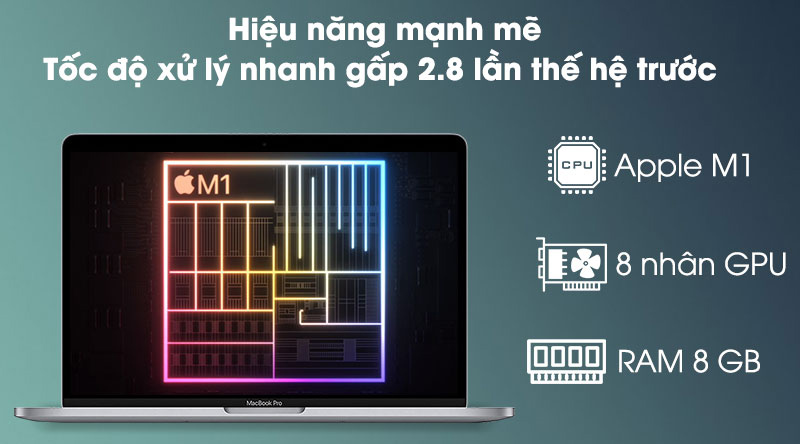 Hiệu năng mạnh mẽ
Tốc độ xử lý nhanh gấp 2.8 lần thế hệ trước
M1
CPU
Apple M1
8 nhân GPU
RAM 8 GB
MacBook Pro